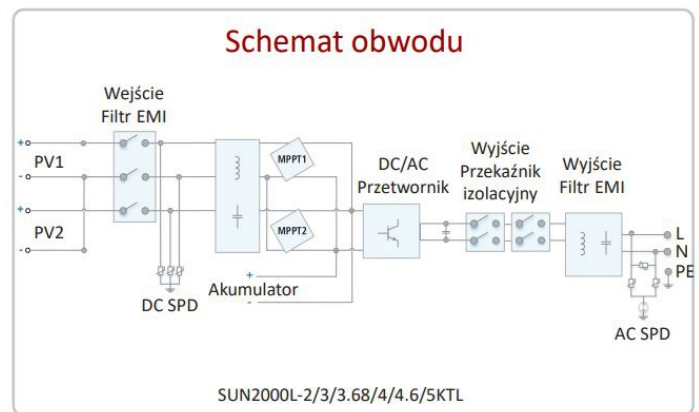 Schemat obwodu
Wejście
Filtr EMI
+
PV1
-
+
PV2
-
MPPT1
MPPT2
DC SPD
+
Akumulator
-
DC/AC
Przetwornik
Wyjście
Przekaźnik
izolacyjny
Wyjście
Filtr EMI
L
N
PE
AC SPD
SUN2000L-2/3/3.68/4/4.6/5KTL